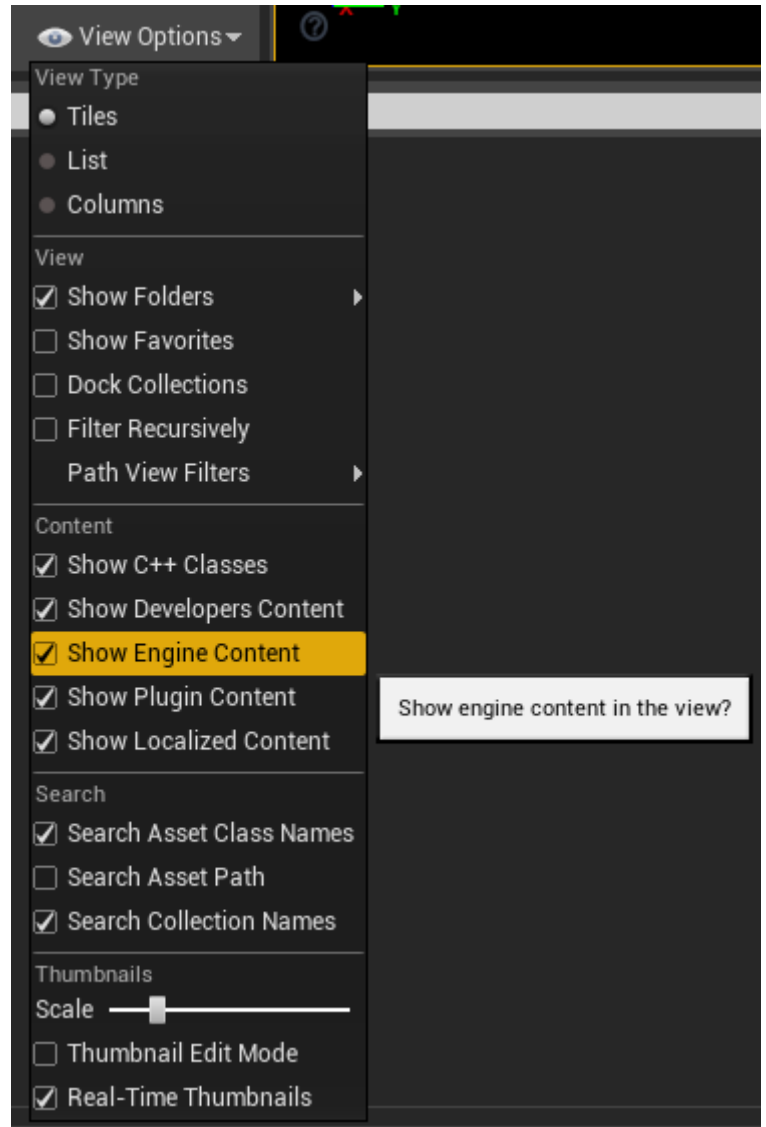 View Options
View Type
Tiles
List
Columns
View
Show Folders
Show Favorites
Dock Collections
Filter Recursively
Path View Filters
Content
Show C++ Classes
Show Developers Content
Show Engine Content
Show Plugin Content
Show engine content in the view?
Show Localized Content
Search
Search Asset Class Names
Search Asset Path
Search Collection Names
Thumbnails
Scale
Thumbnail Edit Mode
Real-Time Thumbnails